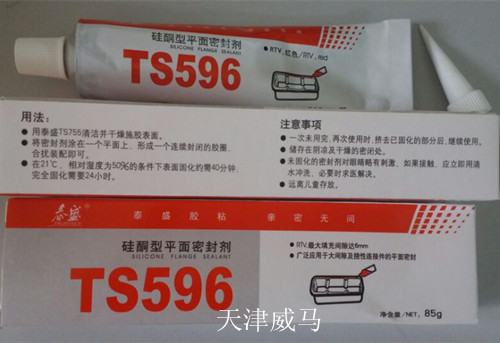 硅酮型平面密封剂
SILICONE FLANGE SEALANT
TS596
● RTV, 红色/RTV, red
用法：
● 用泰盛TS755清洁并干燥施胶表面。
● 将密封剂涂在一个平面上、形成一个连续封闭的胶圈，
合拢装配即可。
● 在21℃、相对湿度为50%的条件下表面固化约需40分钟，
完全固化需要24小时。
注意事项
● 一次未用完，再次使用时，挤去已固化的部分后，继续使用。
● 储存在阴凉及干燥的密闭处。
● 未固化的密封剂对眼睛略有刺激，如果接触，应立即用清
水冲洗、必要时求医解决。
● 远离儿童存放。
泰盛
泰盛胶粘 亲密无间
硅酮型平面密封剂
SILICONE FLANGE SEALANT
TS596
● RTV,最大填充间隙达6mm
● 广泛应用于大间隙及挠性连接件的平面密封
净含量/NET, 85g
天津威马